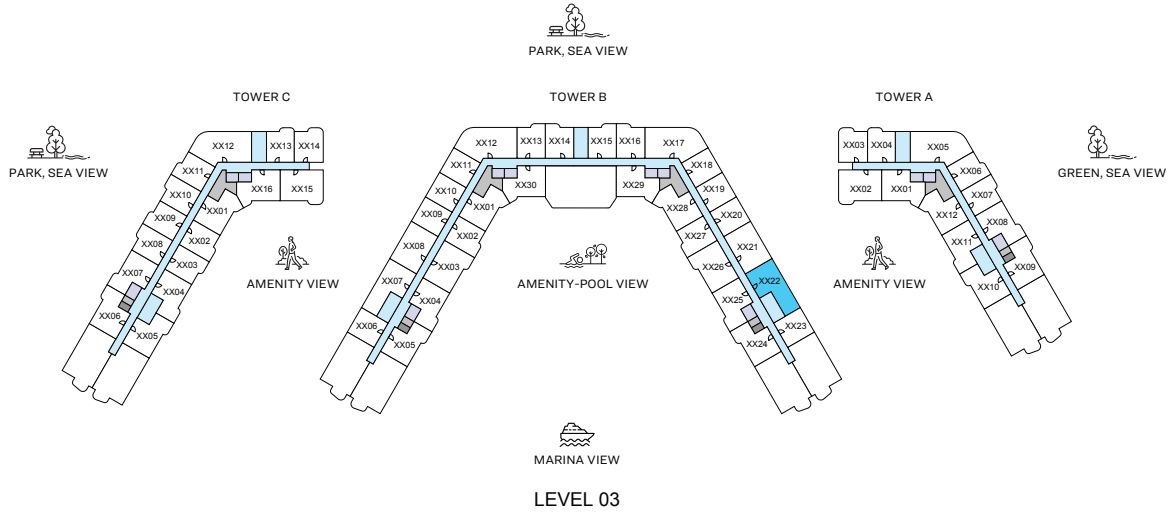 PARK, SEA VIEW
TOWER C
TOWER B
TOWER A
PARK, SEA VIEW
GREEN, SEA VIEW
XX12
XX13
XX14
XX11
XX10
XX09
XX08
XX07
XX06
XX16
XX15
XX01
XX02
XX03
XX04
XX05
XX12
XX13
XX14
XX15
XX16
XX17
XX11
XX10
XX09
XX08
XX07
XX06
XX30
XX01
XX02
XX03
XX04
XX05
XX29
XX28
XX27
XX26
XX25
XX24
XX18
XX19
XX20
XX21
XX22
XX23
XX03
XX04
XX05
XX02
XX01
XX06
XX07
XX08
XX09
XX12
XX11
XX10
AMENITY VIEW
AMENITY-POOL VIEW
AMENITY VIEW
MARINA VIEW
LEVEL 03